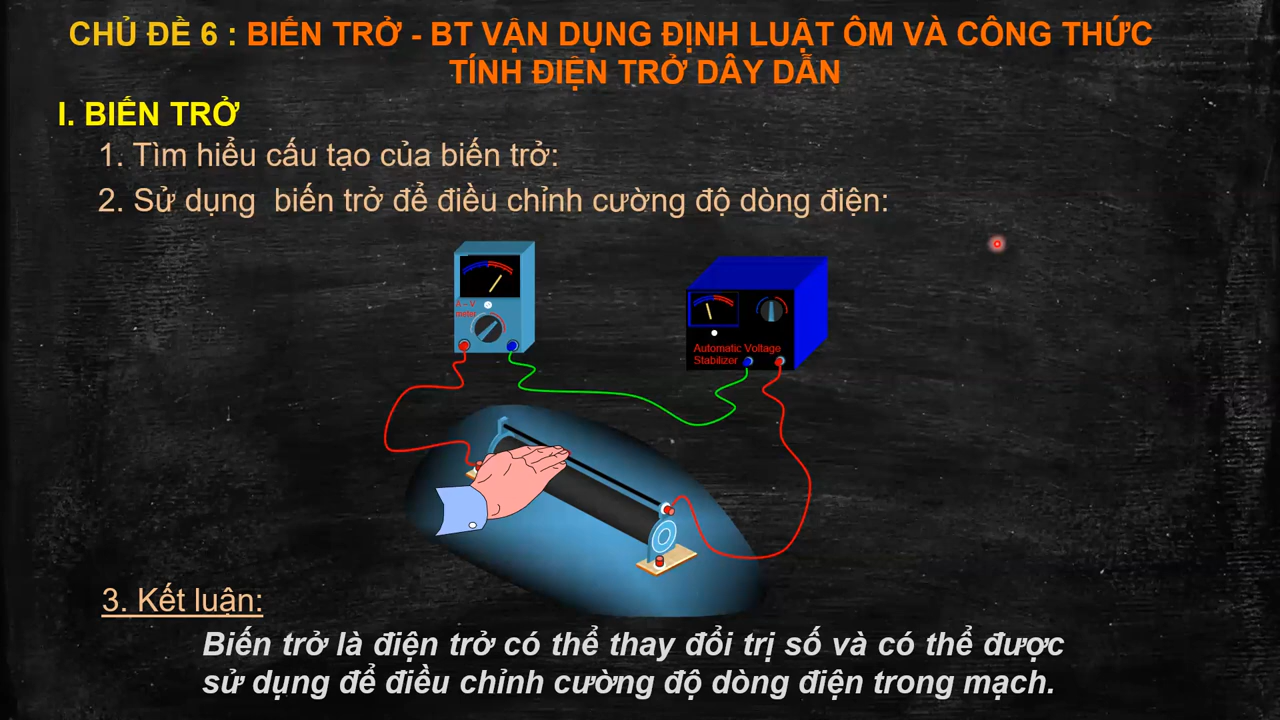 CHỦ ĐỀ 6 : BIẾN TRỞ - BT VẬN DỤNG ĐỊNH LUẬT ÔM VÀ CÔNG THỨC
TÍNH ĐIỆN TRỞ DÂY DẪN
I. BIẾN TRỞ
1. Tìm hiểu cấu tạo của biến trở:
2. Sử dụng biến trở để điều chỉnh cường độ dòng điện:
A – V
meter
Automatic Voltage
Stabilizer
3. Kết luận:
Biến trở là điện trở có thể thay đổi trị số và có thể được
sử dụng để điều chỉnh cường độ dòng điện trong mạch.